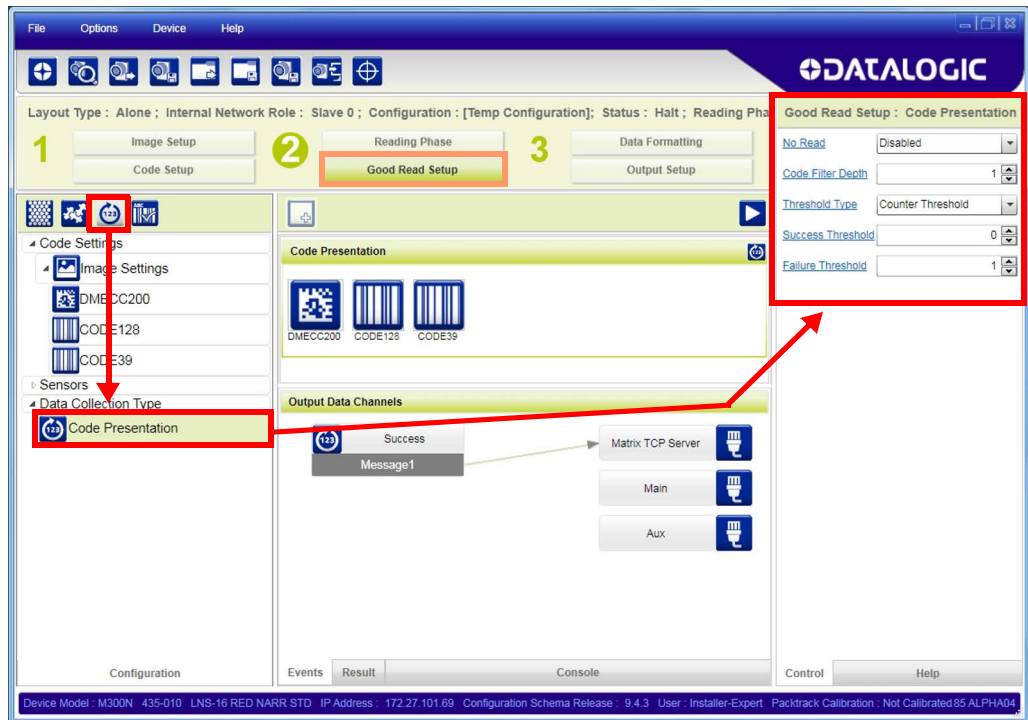 File Options Device Help
DATALOGIC
Layout Type : Alone ; Internal Network Role : Slave 0 ; Configuration : [Temp Configuration]; Status : Halt ; Reading Pha
Good Read Setup : Code Presentation
1
Image Setup
Code Setup
2
Reading Phase
Good Read Setup
3
Data Formatting
Output Setup
No Read Disabled
Code Filter Depth 1
Threshold Type Counter Threshold
Success Threshold 0
Failure Threshold 1
123
Code Settings
Image Settings
DMECC200
CODE128
CODE39
Sensors
Data Collection Type
123 Code Presentation
Code Presentation
DMECC200 CODE128 CODE39
Output Data Channels
123 Success
Message1
Matrix TCP Server
Main
Aux
Configuration
Events Result Console
Control Help
Device Model : M300N 435-010 LNS-16 RED NARR STD IP Address : 172.27.101.69 Configuration Schema Release : 9.4.3 User : Installer-Expert Packtrack Calibration : Not Calibrated 85 ALPHA04